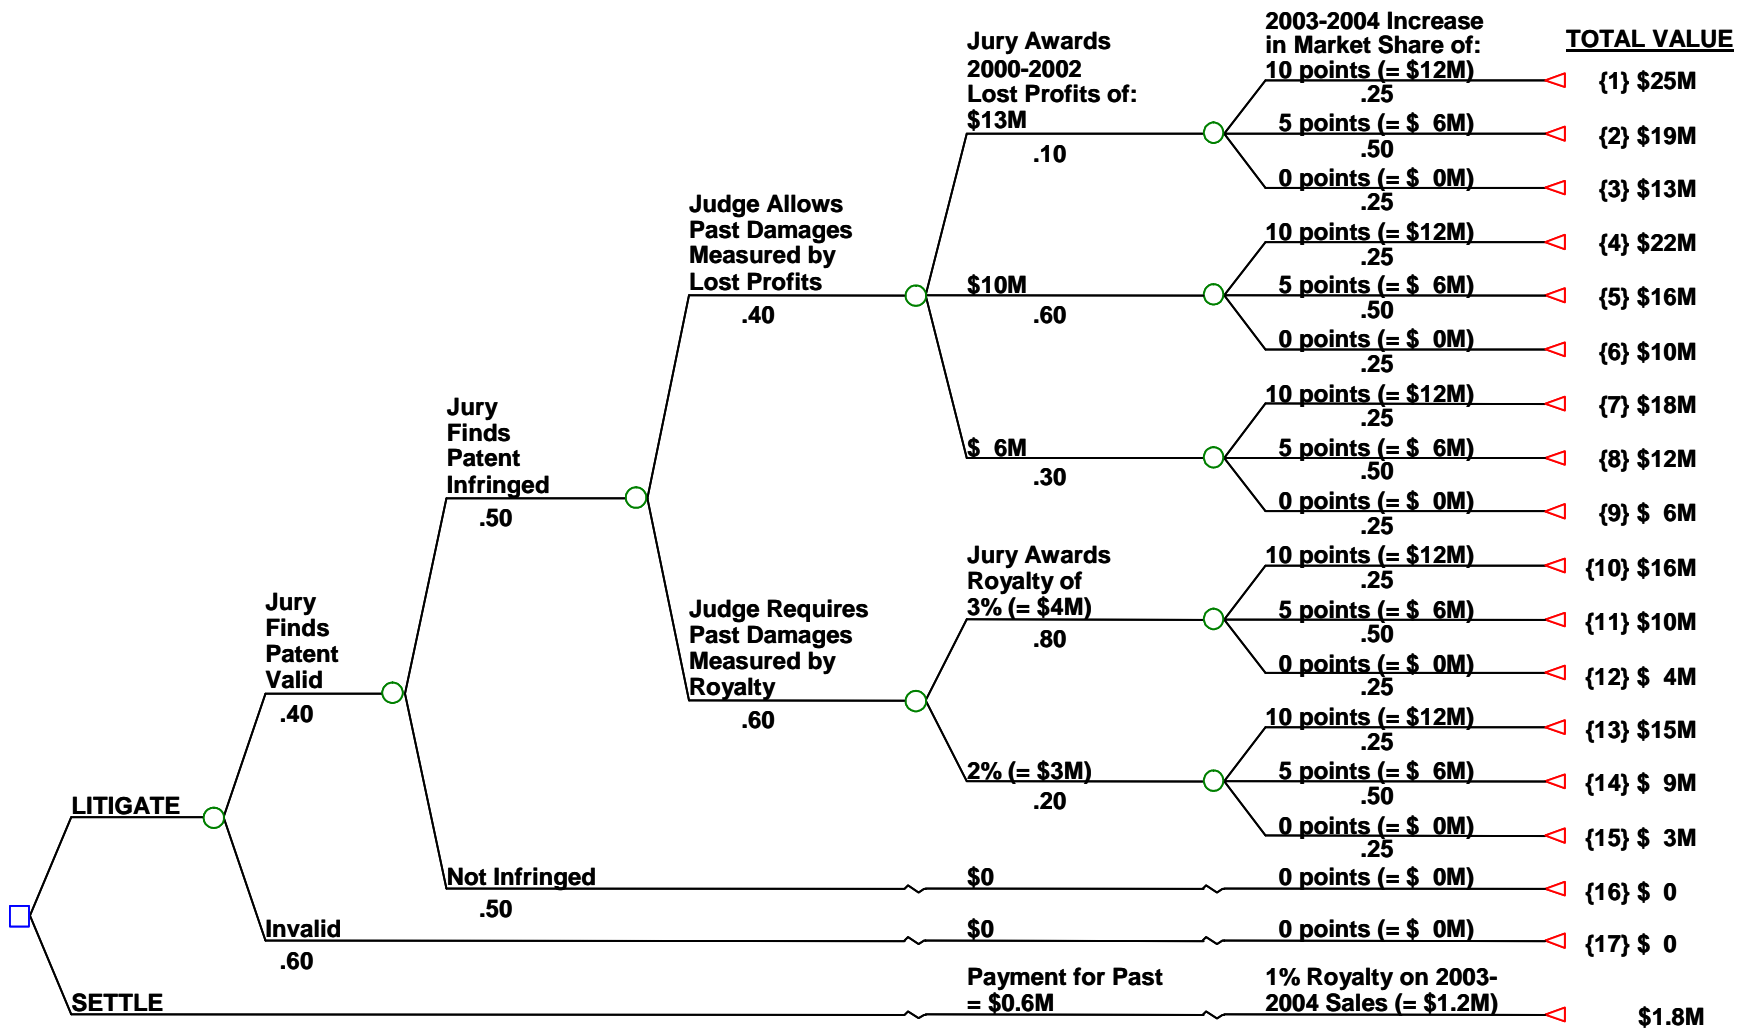 2003-2004 Increase
in Market Share of:
TOTAL VALUE
Jury Awards
2000-2002
Lost Profits of:
$13M
.10
10 points (= $12M)
.25
{1} $25M
5 points (= $ 6M)
.50
{2} $19M
0 points (= $ 0M)
.25
{3} $13M
Judge Allows
Past Damages
Measured by
Lost Profits
.40
$10M
.60
10 points (= $12M)
.25
{4} $22M
5 points (= $ 6M)
.50
{5} $16M
0 points (= $ 0M)
.25
{6} $10M
$ 6M
.30
10 points (= $12M)
.25
{7} $18M
5 points (= $ 6M)
.50
{8} $12M
0 points (= $ 0M)
.25
{9} $ 6M
Jury
Finds
Patent
Infringed
.50
Jury Awards
Royalty of
3% (= $4M)
.80
10 points (= $12M)
.25
{10} $16M
5 points (= $ 6M)
.50
{11} $10M
0 points (= $ 0M)
.25
{12} $ 4M
Jury
Finds
Patent
Valid
.40
Judge Requires
Past Damages
Measured by
Royalty
.60
2% (= $3M)
.20
10 points (= $12M)
.25
{13} $15M
5 points (= $ 6M)
.50
{14} $ 9M
0 points (= $ 0M)
.25
{15} $ 3M
LITIGATE
Not Infringed
.50
$0
0 points (= $ 0M)
{16} $ 0
Invalid
.60
$0
0 points (= $ 0M)
{17} $ 0
SETTLE
Payment for Past
= $0.6M
1% Royalty on 2003-
2004 Sales (= $1.2M)
$1.8M